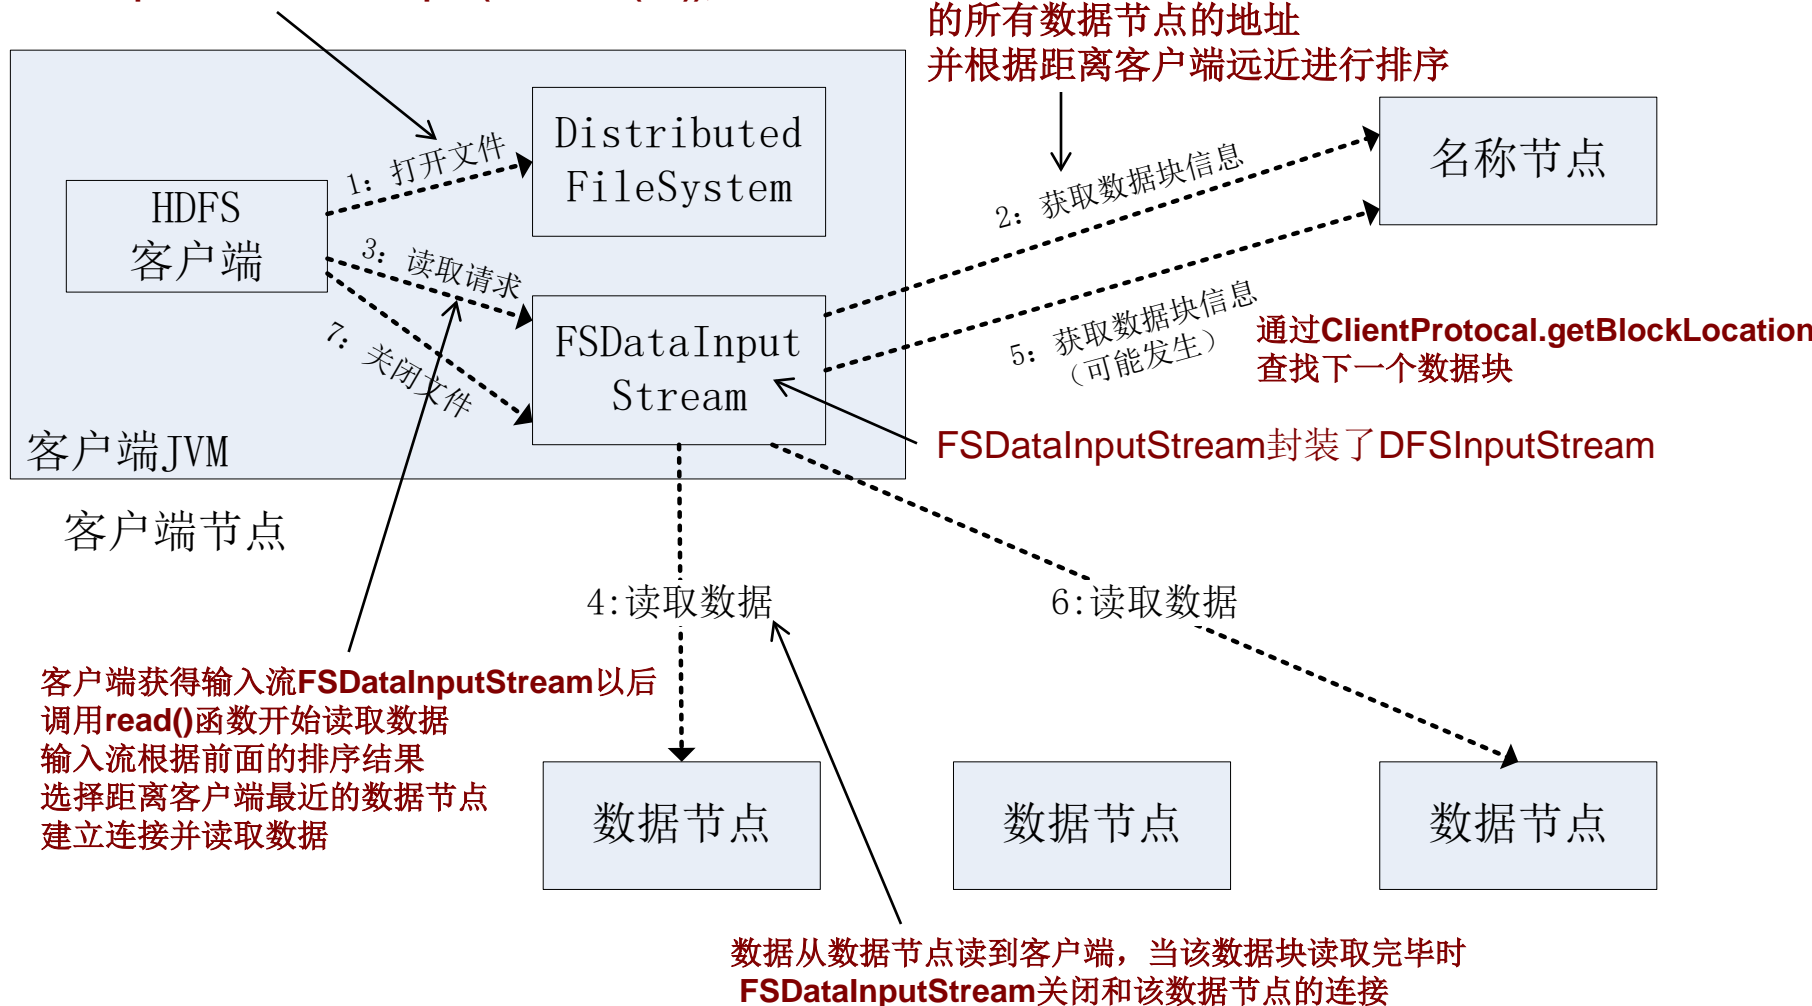 的所有数据节点的地址
并根据距离客户端远近进行排序
Distributed
FileSystem
名称节点
1: 打开文件
HDFS
客户端
2: 获取数据块信息
3: 读取请求
FSDataInput
Stream
7: 关闭文件
5: 获取数据块信息
（可能发生）
通过ClientProtocal.getBlockLocation
查找下一个数据块
FSDataInputStream封装了DFSInputStream
客户端JVM
客户端节点
4:读取数据
6:读取数据
客户端获得输入流FSDataInputStream以后
调用read()函数开始读取数据
输入流根据前面的排序结果
选择距离客户端最近的数据节点
建立连接并读取数据
数据节点
数据节点
数据节点
数据从数据节点读到客户端，当该数据块读取完毕时
FSDataInputStream关闭和该数据节点的连接